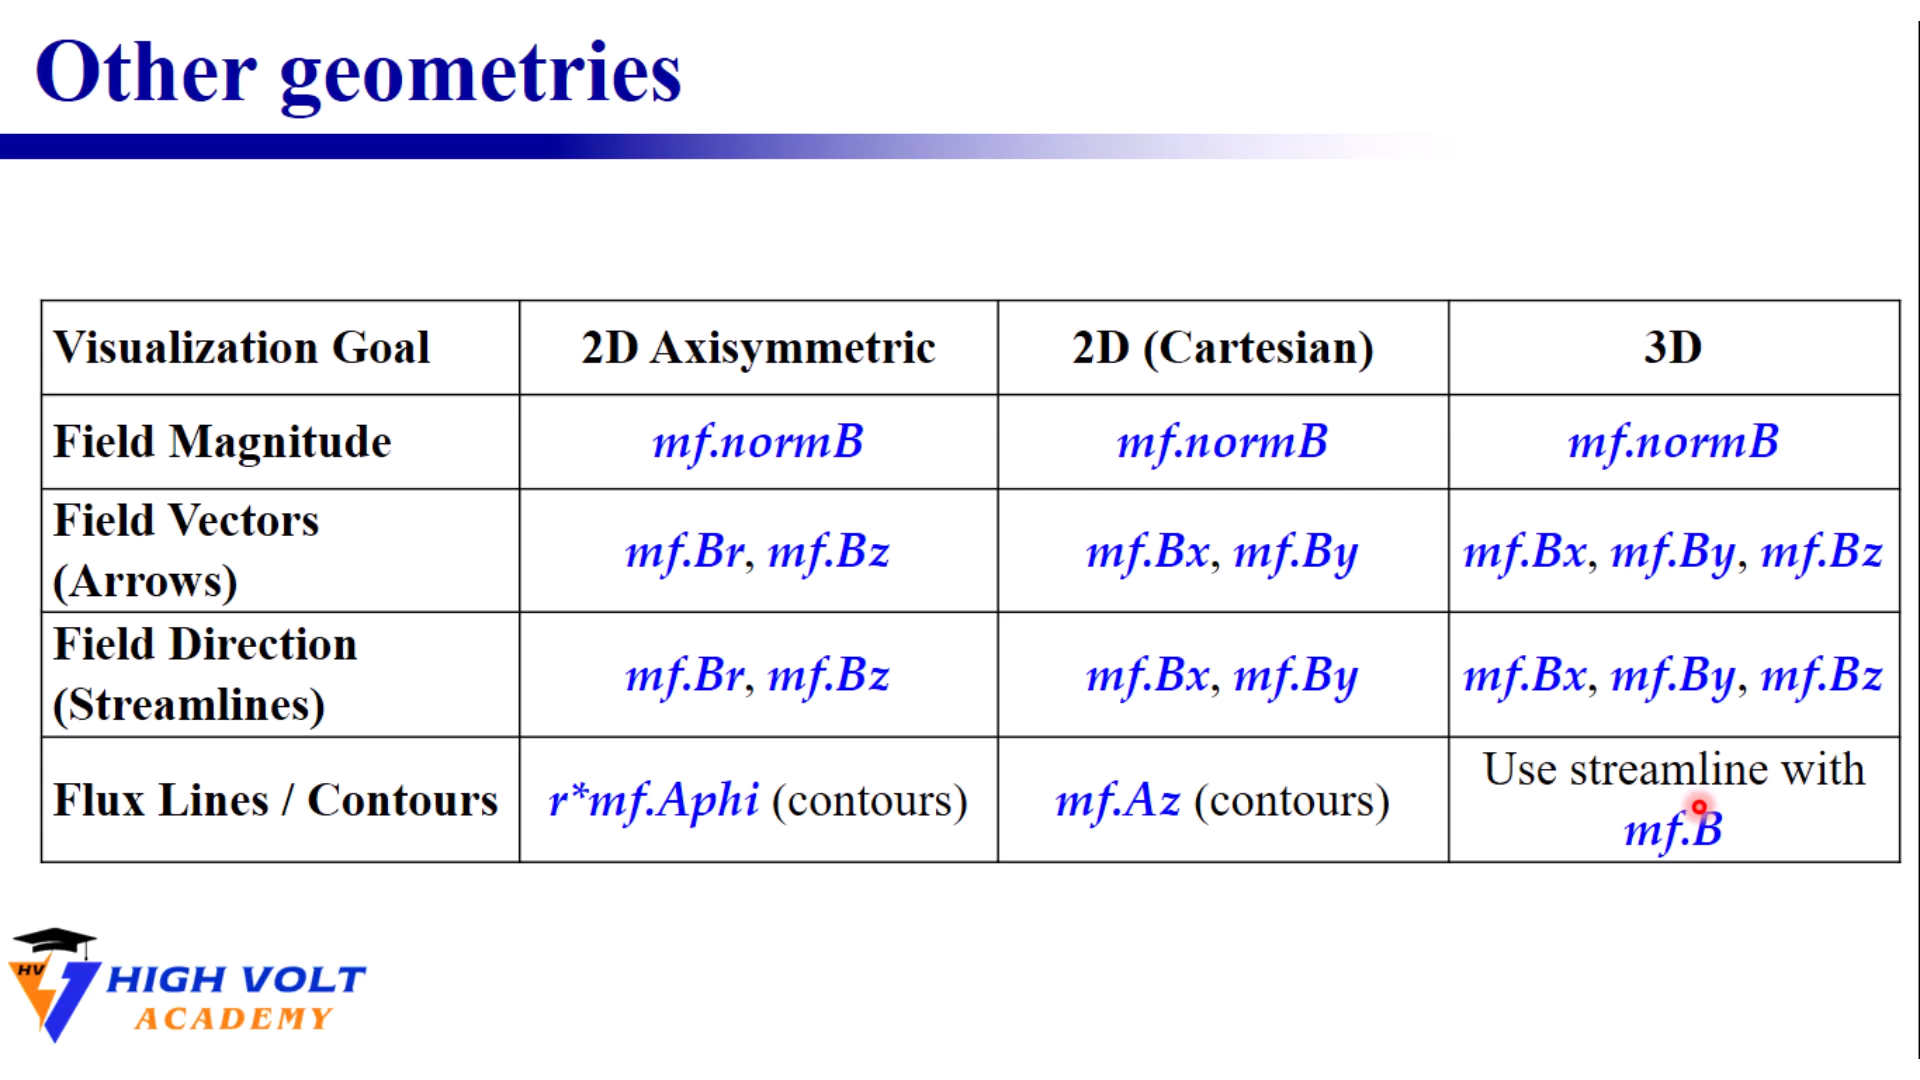 Other geometries
Visualization Goal 2D Axisymmetric 2D (Cartesian) 3D
Field Magnitude mf.normB mf.normB mf.normB
Field Vectors
(Arrows) mf.Br, mf.Bz mf.Bx, mf.By mf.Bx, mf.By, mf.Bz
Field Direction
(Streamlines) mf.Br, mf.Bz mf.Bx, mf.By mf.Bx, mf.By, mf.Bz
Flux Lines / Contours r*mf.Aphi (contours) mf.Az (contours) Use streamline with
mf.B
HV
HIGH VOLT
ACADEMY